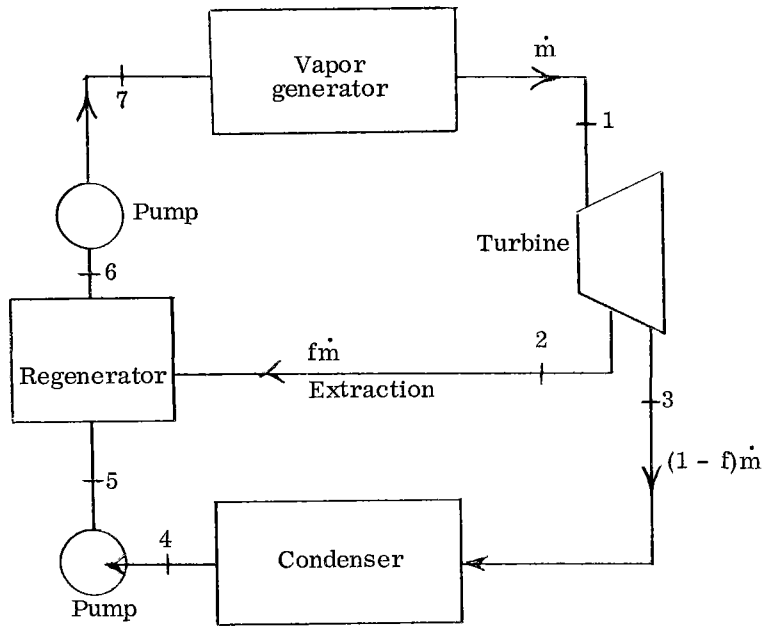 Vapor
generator
ṁ
7
1
Pump
Turbine
6
2
fṁ
Regenerator
Extraction
3
(1 - f)ṁ
5
4
Condenser
Pump